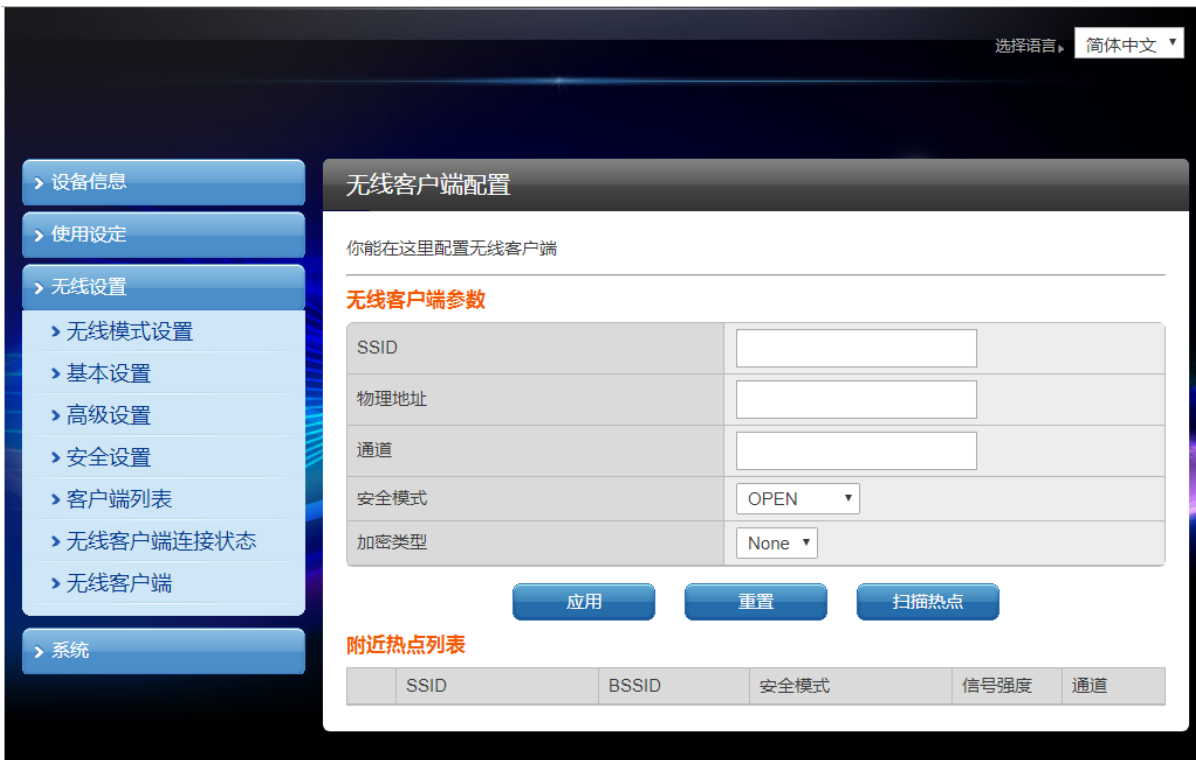 选择语言 简体中文
设备信息
使用设定
无线设置
无线模式设置
基本设置
高级设置
安全设置
客户端列表
无线客户端连接状态
无线客户端
系统
无线客户端配置
你能在这里配置无线客户端
无线客户端参数
SSID
物理地址
通道
安全模式 OPEN
加密类型 None
应用 重置 扫描热点
附近热点列表
SSID BSSID 安全模式 信号强度 通道